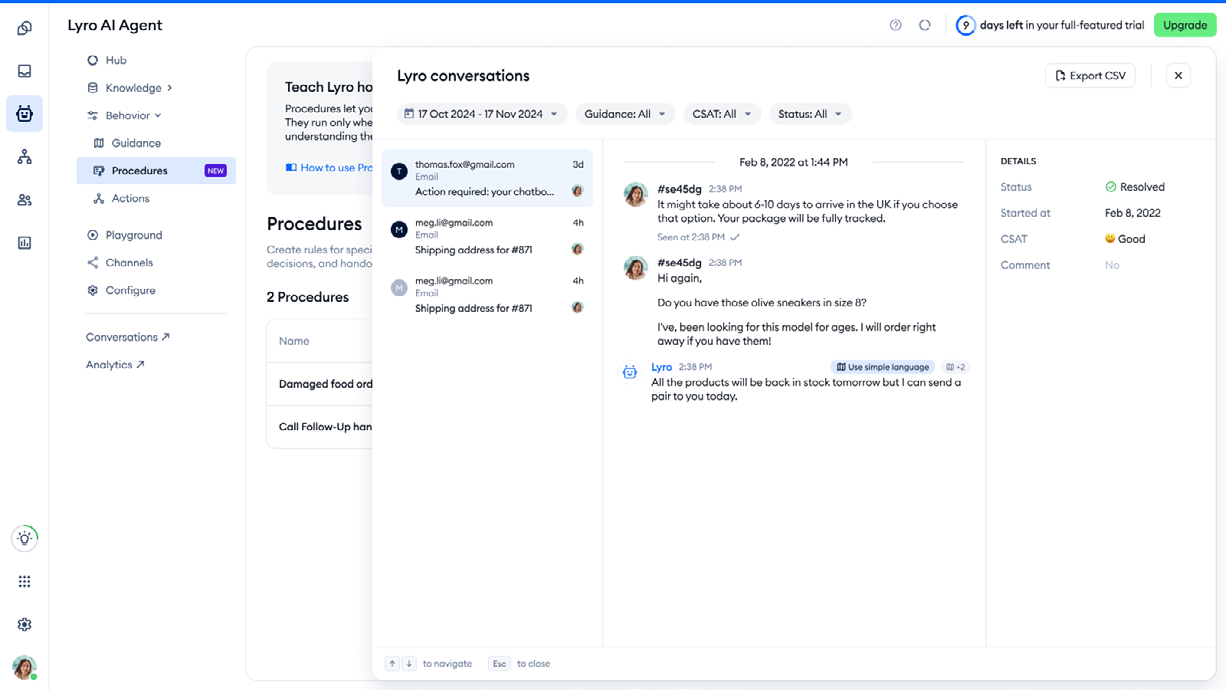 Lyro AI Agent
9 days left in your full-featured trial
Upgrade
Hub
Knowledge
Behavior
Guidance
Procedures NEW
Actions
Playground
Channels
Configure
Conversations
Analytics
Teach Lyro ho
Procedures let you
They run only whe
understanding the
How to use Pro
Procedures
Create rules for speci
decisions, and hando
2 Procedures
Name
Damaged food ord
Call Follow-Up han
Lyro conversations
Export CSV
17 Oct 2024 - 17 Nov 2024
Guidance: All
CSAT: All
Status: All
T
thomas.fox@gmail.com 3d
Email
Action required: your chatbo...
M
meg.li@gmail.com 4h
Email
Shipping address for #871
M
meg.li@gmail.com 4h
Email
Shipping address for #871
Feb 8, 2022 at 1:44 PM
#se45dg 2:38 PM
It might take about 6-10 days to arrive in the UK if you choose
that option. Your package will be fully tracked.
Seen at 2:38 PM
#se45dg 2:38 PM
Hi again,
Do you have those olive sneakers in size 8?
I've, been looking for this model for ages. I will order right
away if you have them!
Lyro 2:38 PM Use simple language +2
All the products will be back in stock tomorrow but I can send a
pair to you today.
DETAILS
Status Resolved
Started at Feb 8, 2022
CSAT Good
Comment No
to navigate Esc to close